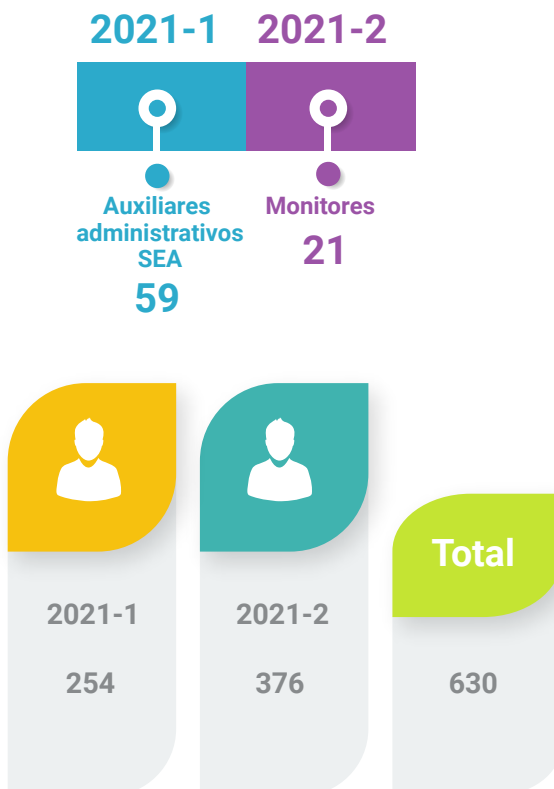 2021-1 2021-2
Auxiliares
administrativos
SEA
59
Monitores
21
Total
2021-1 2021-2
254 376 630